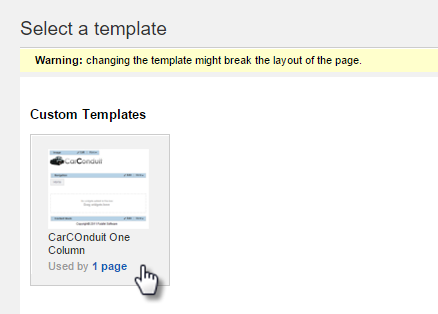 Select a template
Warning: changing the template might break the layout of the page.
Custom Templates
CarConduit
CarCOnduit One
Column
Used by 1 page